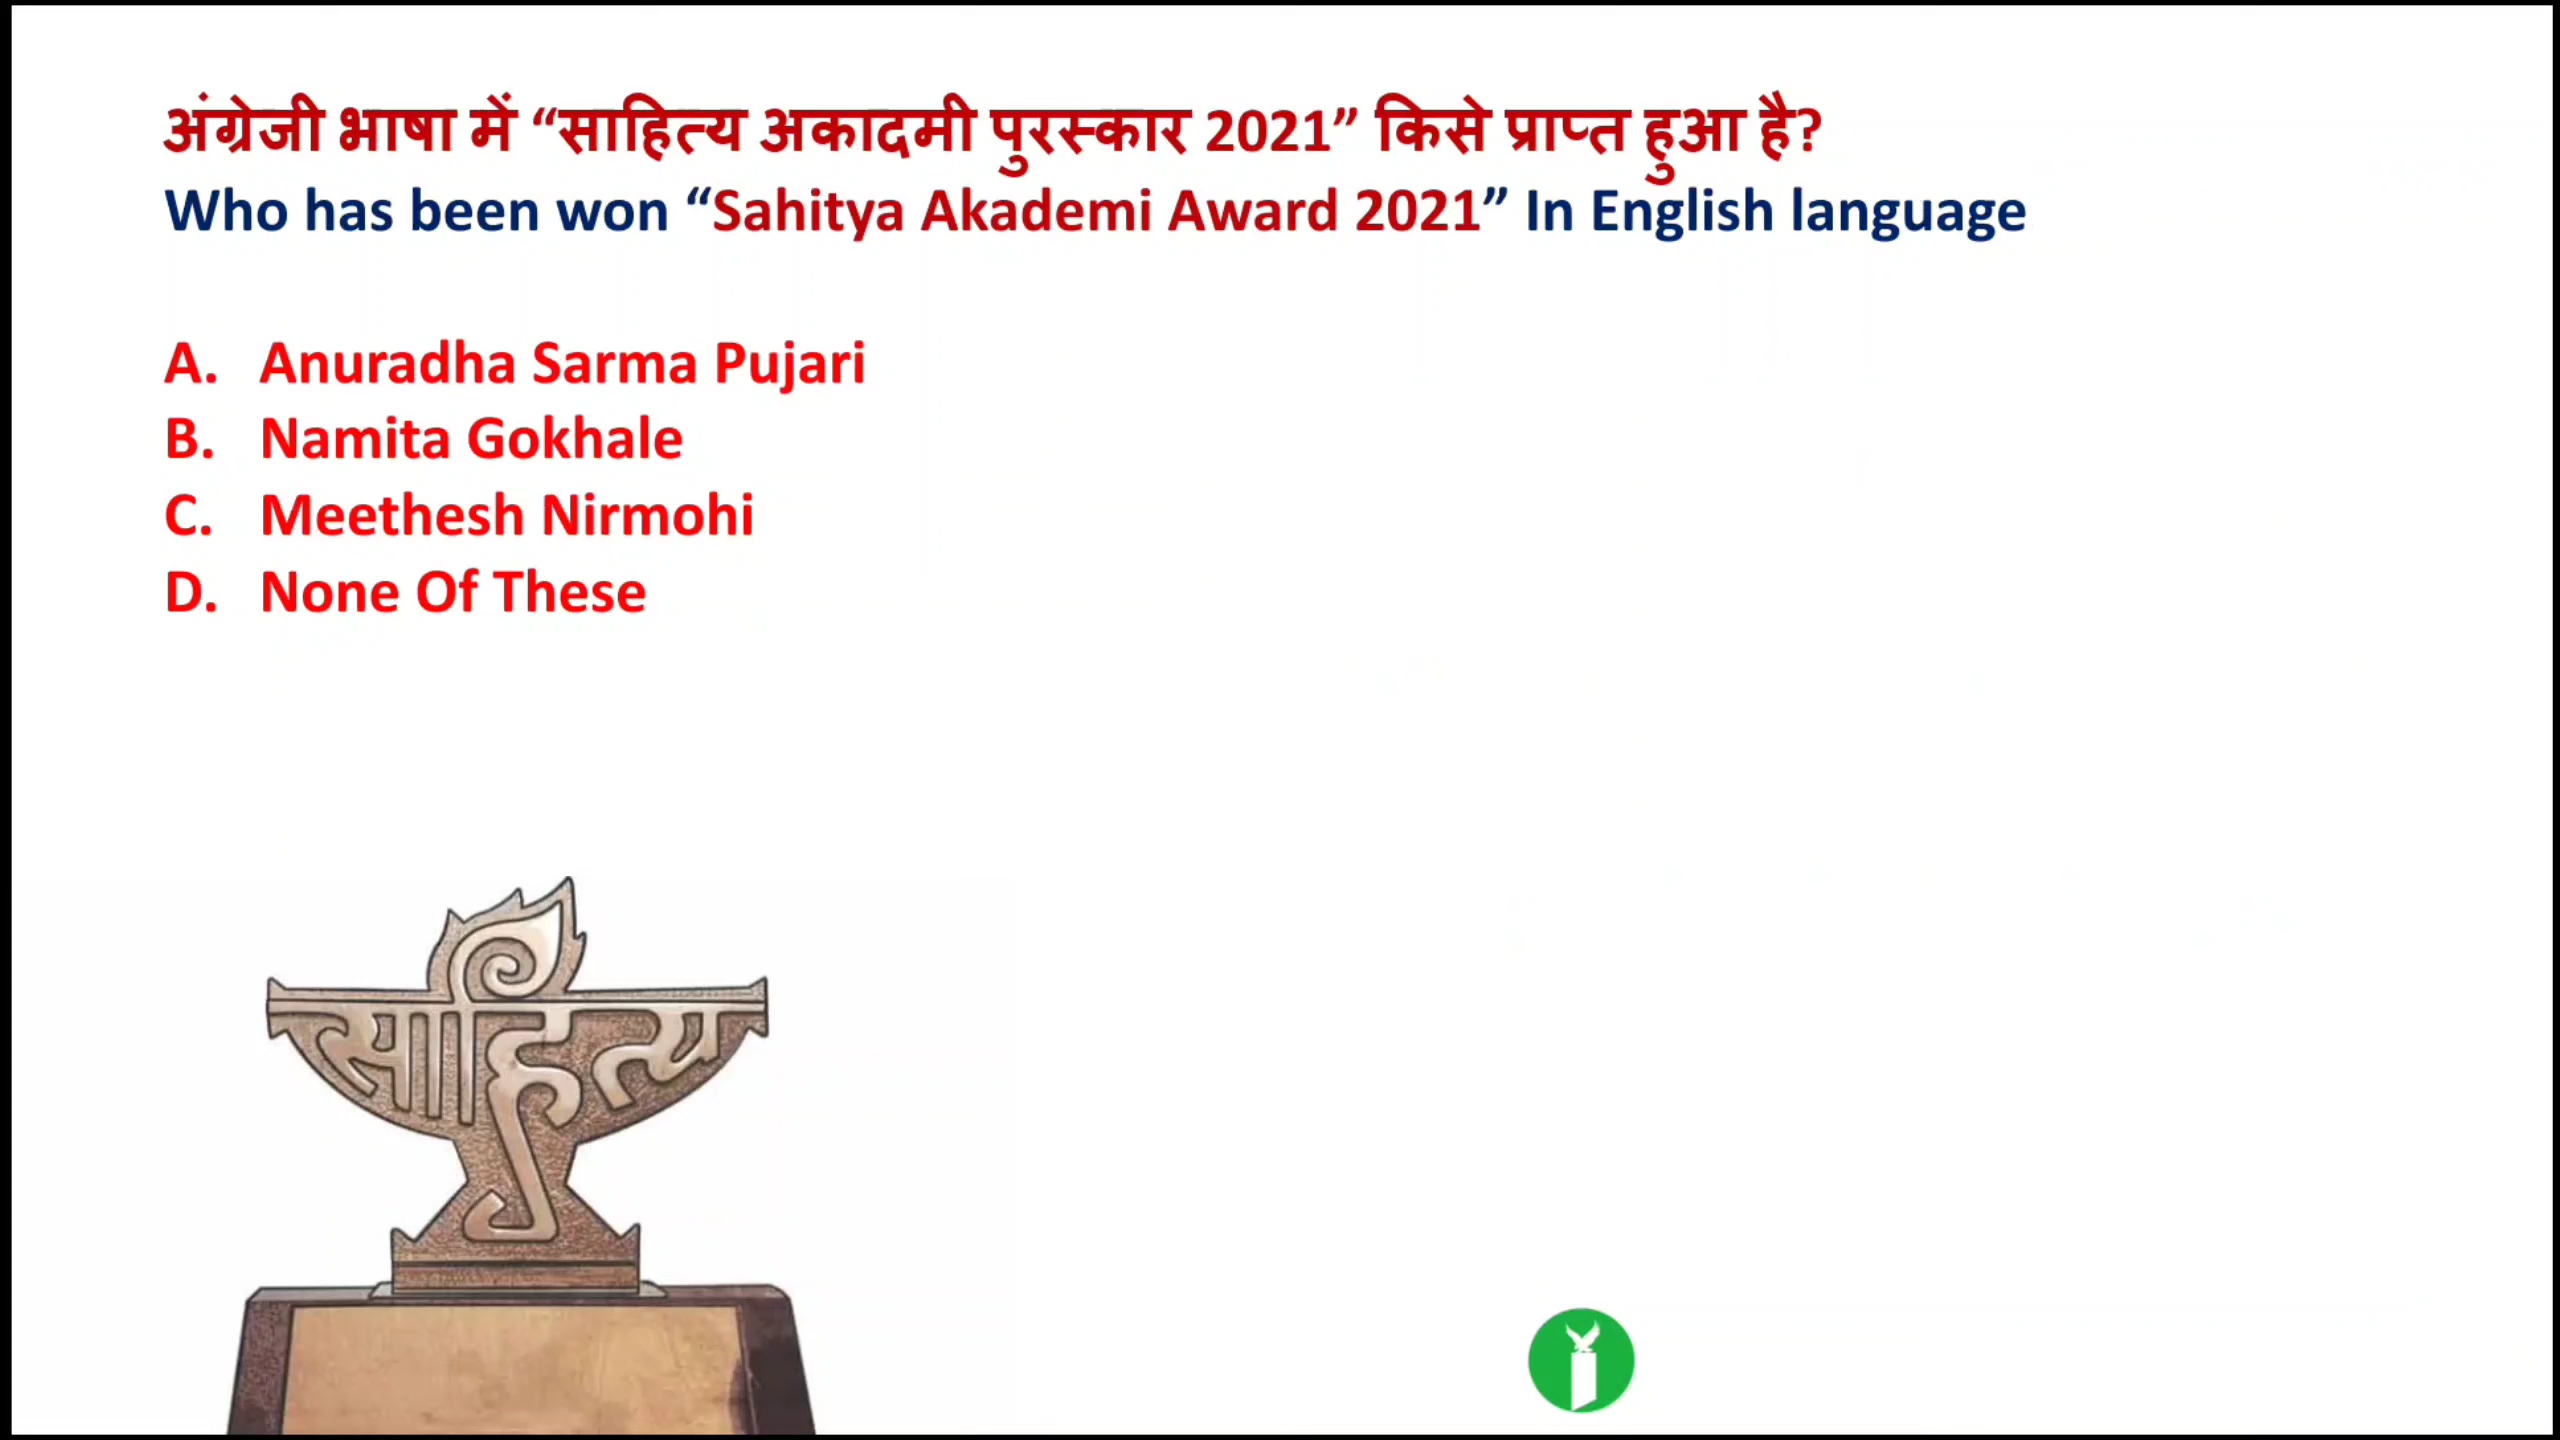 अंग्रेजी भाषा में “साहित्य अकादमी पुरस्कार 2021” किसे प्राप्त हुआ है?
Who has been won “Sahitya Akademi Award 2021” In English language
A. Anuradha Sarma Pujari
B. Namita Gokhale
C. Meethesh Nirmohi
D. None Of These
साहित्य